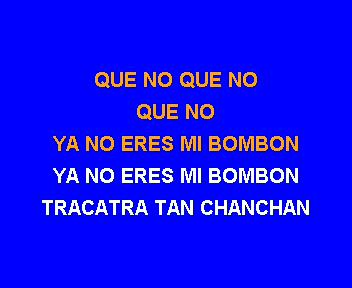 QUE NO QUE NO
QUE NO
YA NO ERES MI BOMBON
YA NO ERES MI BOMBON
TRACATRA TAN CHANCHAN